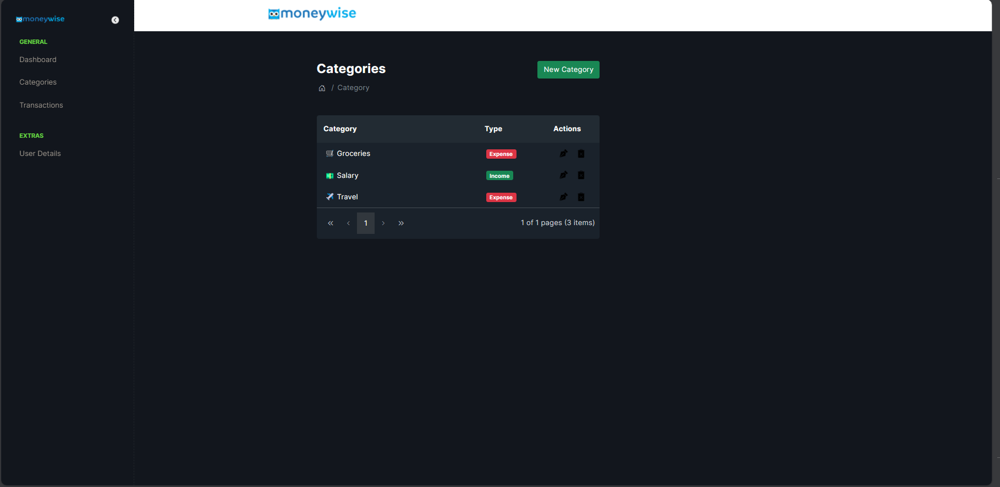 moneywise
GENERAL
Dashboard
Categories
Transactions
EXTRAS
User Details
moneywise
Categories
New Category
/ Category
Category Type Actions
Groceries Expense
Salary Income
Travel Expense
« ‹ 1 › » 1 of 1 pages (3 items)